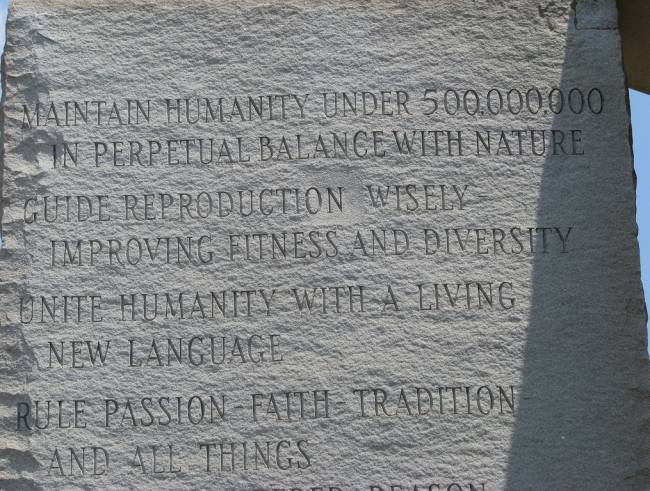 MAINTAIN HUMANITY UNDER 500,000,000
IN PERPETUAL BALANCE WITH NATURE
GUIDE REPRODUCTION WISELY-
IMPROVING FITNESS AND DIVERSITY
UNITE HUMANITY WITH A LIVING
NEW LANGUAGE
RULE PASSION-FAITH-TRADITION-
AND ALL THINGS
REASON